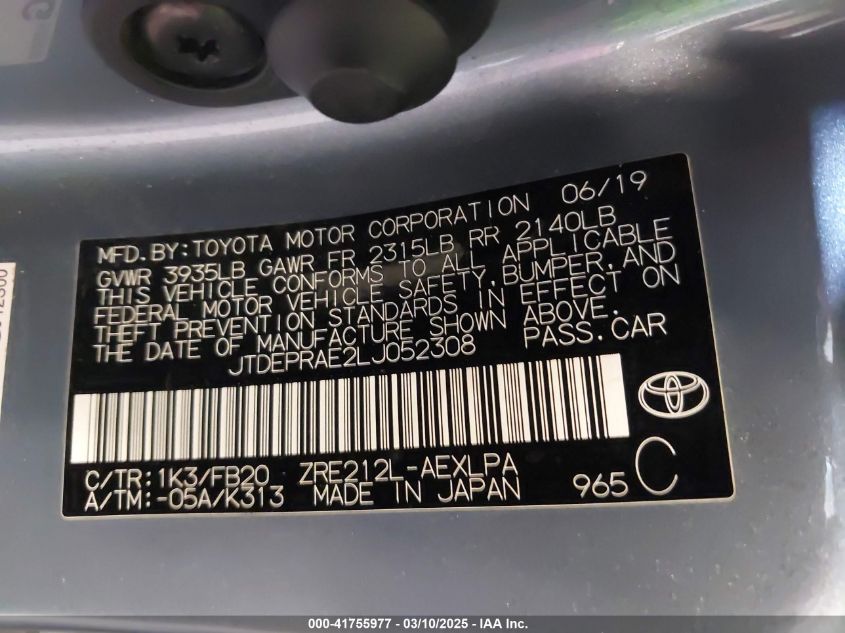 MFD.BY:TOYOTA MOTOR CORPORATION 06/19
GVWR 3935LB GAWR FR 2315LB RR 2140LB
THIS VEHICLE CONFORMS TO ALL APPLICABLE
FEDERAL MOTOR VEHICLE SAFETY,BUMPER,AND
THEFT PREVENTION STANDARDS IN EFFECT ON
THE DATE OF MANUFACTURE SHOWN ABOVE.
JTDEPRAE2LJ052308 PASS.CAR
C/TR:1K3/FB20 ZRE212L-AEXLPA
A/TM:-05A/K313 MADE IN JAPAN 965 C
000-41755977 — 03/10/2025 — IAA Inc.